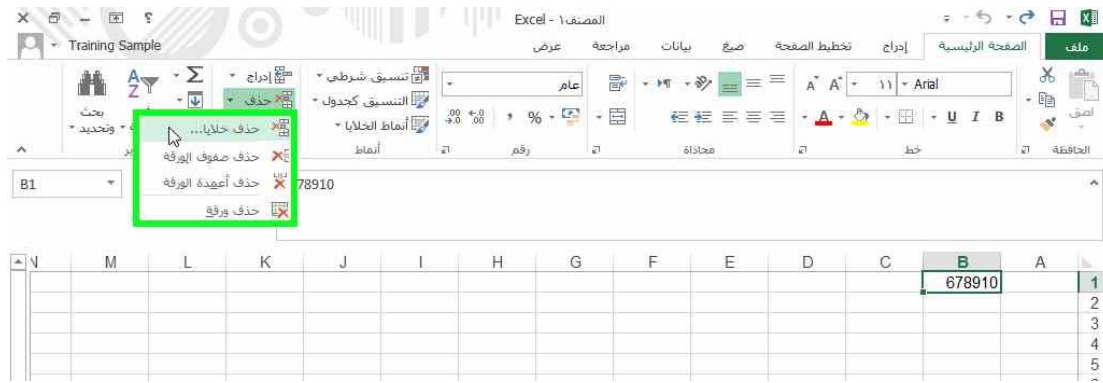 المصنف١ - Excel
Training Sample
ملف
الصفحة الرئيسية
إدراج
تخطيط الصفحة
صيغ
بيانات
مراجعة
عرض
لصق
Arial
١١
B I U
عام
%
تنسيق شرطي
التنسيق كجدول
أنماط الخلايا
إدراج
حذف
بحث
وتحديد
حذف خلايا...
حذف صفوف الورقة
حذف أعمدة الورقة
حذف ورقة
الحافظة
خط
محاذاة
رقم
أنماط
B1
78910
A B C D E F G H I J K L M N
1 678910
2
3
4
5